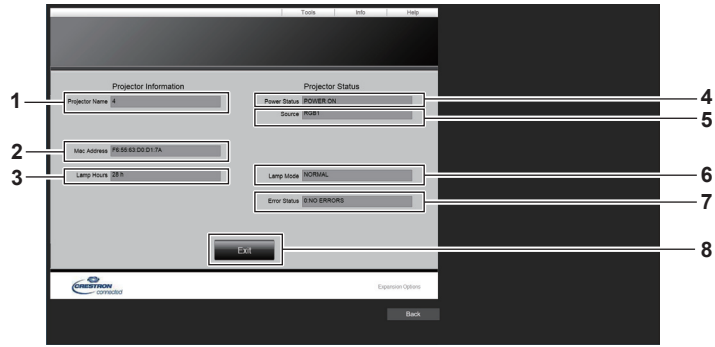 Tools Info Help
Projector Information Projector Status
1 Projector Name 4 Power Status POWER ON 4
Source RGB1 5
2 Mac Address F6:55:63:D0:D1:7A
3 Lamp Hours 28 h Lamp Mode NORMAL 6
Error Status 0:NO ERRORS 7
Exit 8
CRESTRON connected Expansion Options
Back